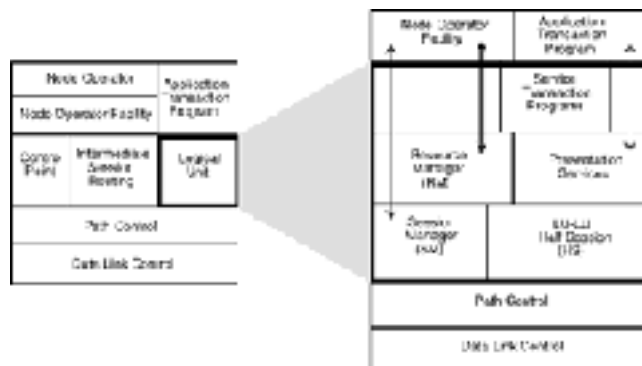 Node Operator
Node Operator Facility
Application
Transaction
Program
Control
Point
Intermediate
Session
Routing
Logical
Unit
Path Control
Data Link Control
Node Operator
Facility
Application
Transaction
Program
Service
Transaction
Programs
Resource
Manager
(RM)
Presentation
Services
Session
Manager
(SM)
LU-LU
Half Session
(HS)
Path Control
Data Link Control